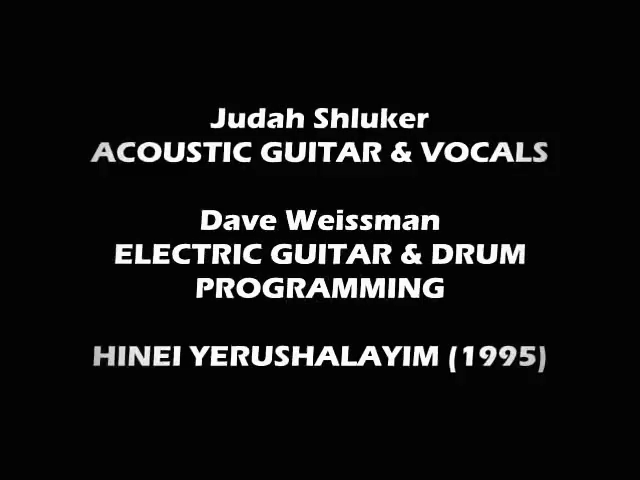 Judah Shluker
ACOUSTIC GUITAR & VOCALS
Dave Weissman
ELECTRIC GUITAR & DRUM
PROGRAMMING
HINEI YERUSHALAYIM (1995)